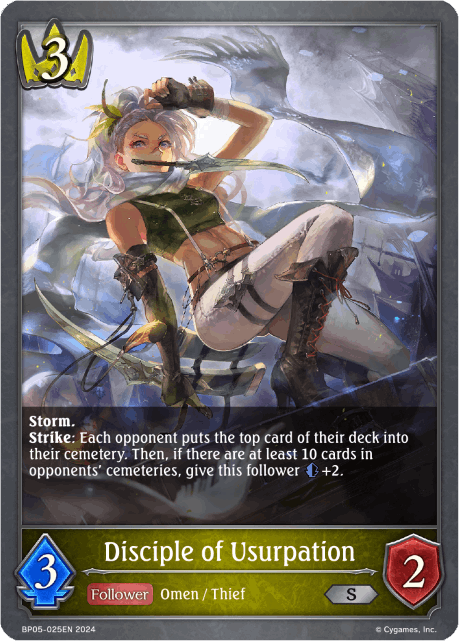 3
Storm.
Strike: Each opponent puts the top card of their deck into
their cemetery. Then, if there are at least 10 cards in
opponents' cemeteries, give this follower +2.
Disciple of Usurpation
3
Follower Omen / Thief
S
2
BP05-025EN 2024
© Cygames, Inc.